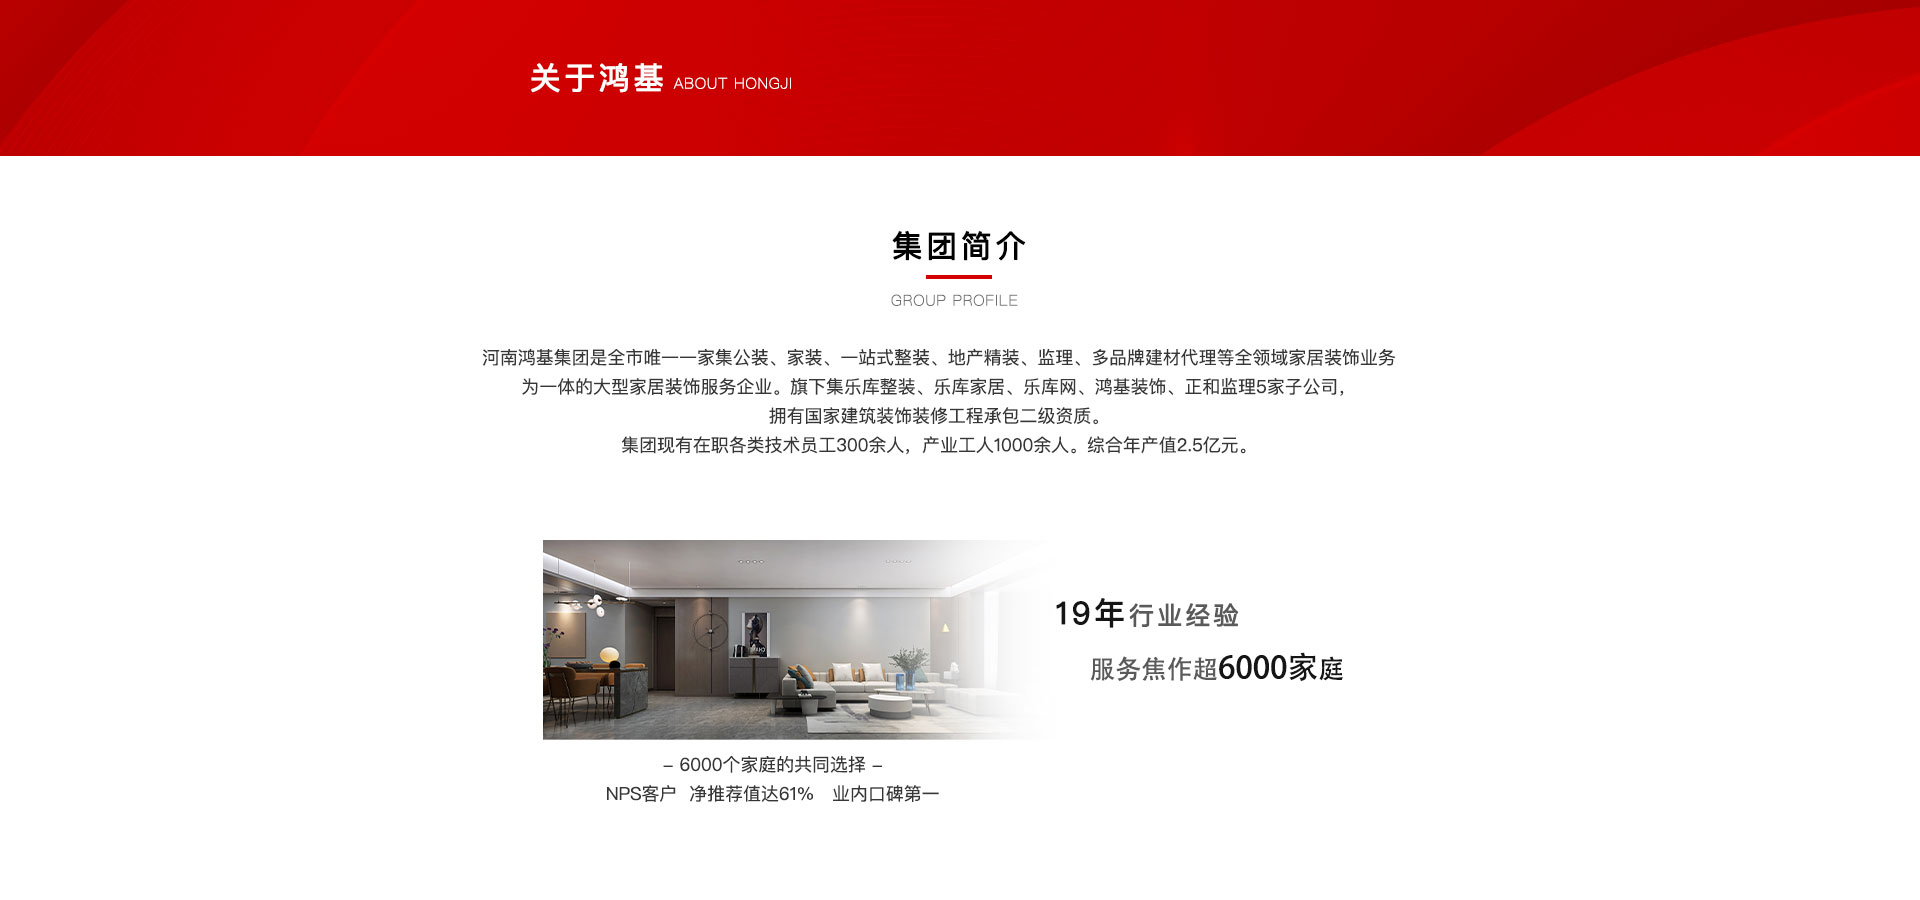 关于鸿基 ABOUT HONGJI
集团简介
GROUP PROFILE
河南鸿基集团是全市唯一一家集公装、家装、一站式整装、地产精装、监理、多品牌建材代理等全领域家居装饰业务
为一体的大型家居装饰服务企业。旗下集乐库整装、乐库家居、乐库网、鸿基装饰、正和监理5家子公司，
拥有国家建筑装饰装修工程承包二级资质。
集团现有在职各类技术员工300余人，产业工人1000余人。综合年产值2.5亿元。
19年行业经验
服务焦作超6000家庭
– 6000个家庭的共同选择 –
NPS客户 净推荐值达61% 业内口碑第一